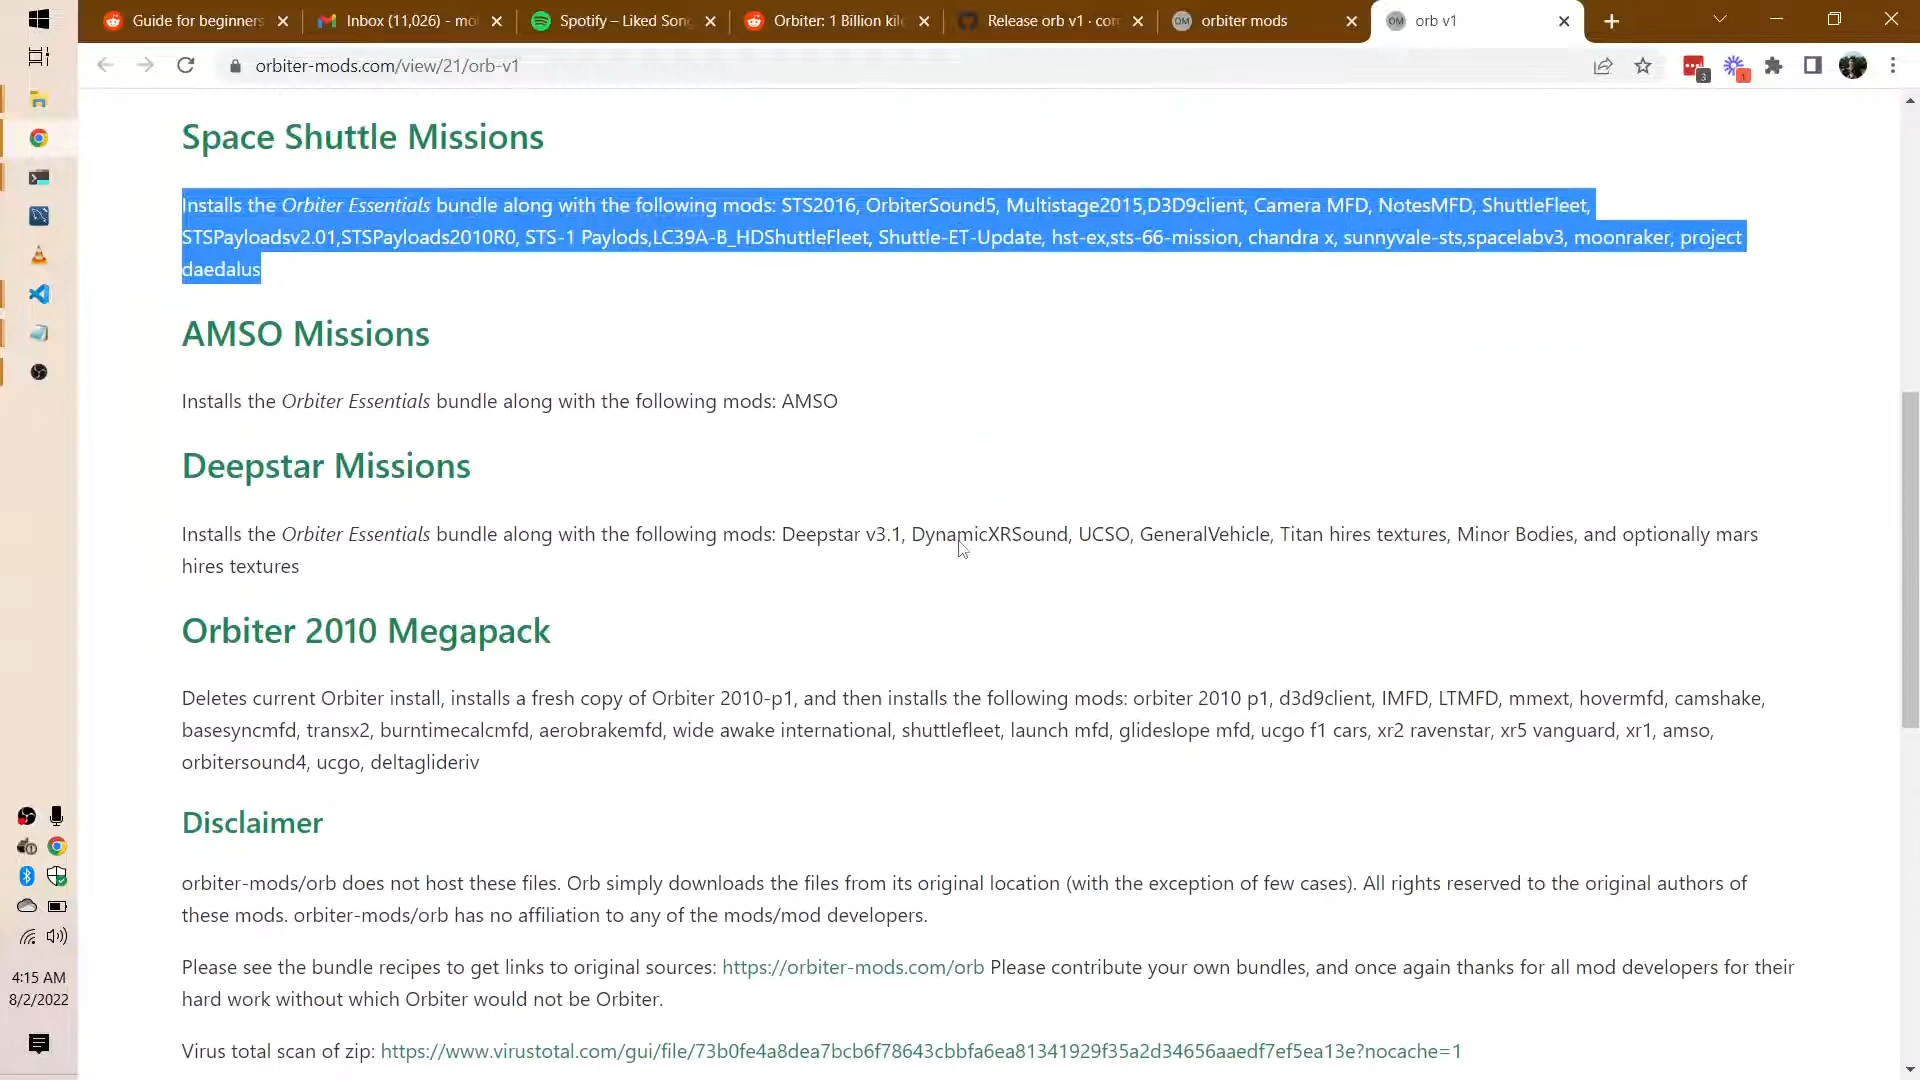 Guide for beginners
Inbox (11,026) - mo
Spotify – Liked Song
Orbiter: 1 Billion kil
Release orb v1 · con
OM orbiter mods
OM orb v1
orbiter-mods.com/view/21/orb-v1
3
1
Space Shuttle Missions
Installs the Orbiter Essentials bundle along with the following mods: STS2016, OrbiterSound5, Multistage2015,D3D9client, Camera MFD, NotesMFD, ShuttleFleet,
STSPayloadsv2.01,STSPayloads2010R0, STS-1 Paylods,LC39A-B_HDShuttleFleet, Shuttle-ET-Update, hst-ex,sts-66-mission, chandra x, sunnyvale-sts,spacelabv3, moonraker, project
daedalus
AMSO Missions
Installs the Orbiter Essentials bundle along with the following mods: AMSO
Deepstar Missions
Installs the Orbiter Essentials bundle along with the following mods: Deepstar v3.1, DynamicXRSound, UCSO, GeneralVehicle, Titan hires textures, Minor Bodies, and optionally mars
hires textures
Orbiter 2010 Megapack
Deletes current Orbiter install, installs a fresh copy of Orbiter 2010-p1, and then installs the following mods: orbiter 2010 p1, d3d9client, IMFD, LTMFD, mmext, hovermfd, camshake,
basesyncmfd, transx2, burntimecalcmfd, aerobrakemfd, wide awake international, shuttlefleet, launch mfd, glideslope mfd, ucgo f1 cars, xr2 ravenstar, xr5 vanguard, xr1, amso,
orbitersound4, ucgo, deltaglideriv
Disclaimer
orbiter-mods/orb does not host these files. Orb simply downloads the files from its original location (with the exception of few cases). All rights reserved to the original authors of
these mods. orbiter-mods/orb has no affiliation to any of the mods/mod developers.
Please see the bundle recipes to get links to original sources: https://orbiter-mods.com/orb Please contribute your own bundles, and once again thanks for all mod developers for their
hard work without which Orbiter would not be Orbiter.
Virus total scan of zip: https://www.virustotal.com/gui/file/73b0fe4a8dea7bcb6f78643cbbfa6ea81341929f35a2d34656aaedf7ef5ea13e?nocache=1
4:15 AM
8/2/2022